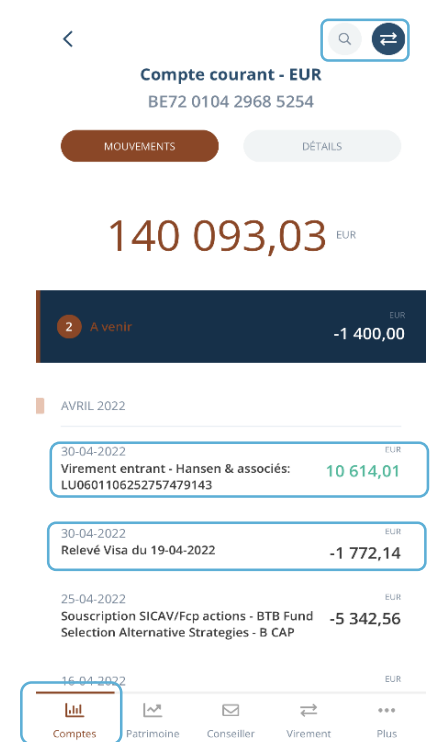 Compte courant - EUR
BE72 0104 2968 5254
MOUVEMENTS
DÉTAILS
140 093,03 EUR
2 A venir
EUR
-1 400,00
AVRIL 2022
30-04-2022
EUR
Virement entrant - Hansen & associés:
LU0601106252757479143
10 614,01
30-04-2022
EUR
Relevé Visa du 19-04-2022
-1 772,14
25-04-2022
EUR
Souscription SICAV/Fcp actions - BTB Fund
Selection Alternative Strategies - B CAP
-5 342,56
16-04-2022
EUR
Comptes
Patrimoine
Conseiller
Virement
Plus